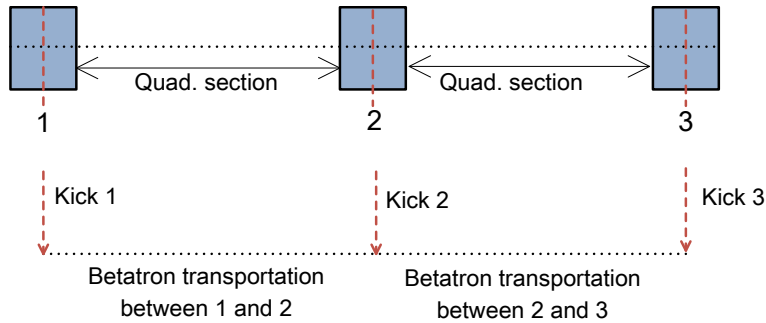 Quad. section
Quad. section
1
2
3
Kick 1
Kick 2
Kick 3
Betatron transportation
between 1 and 2
Betatron transportation
between 2 and 3